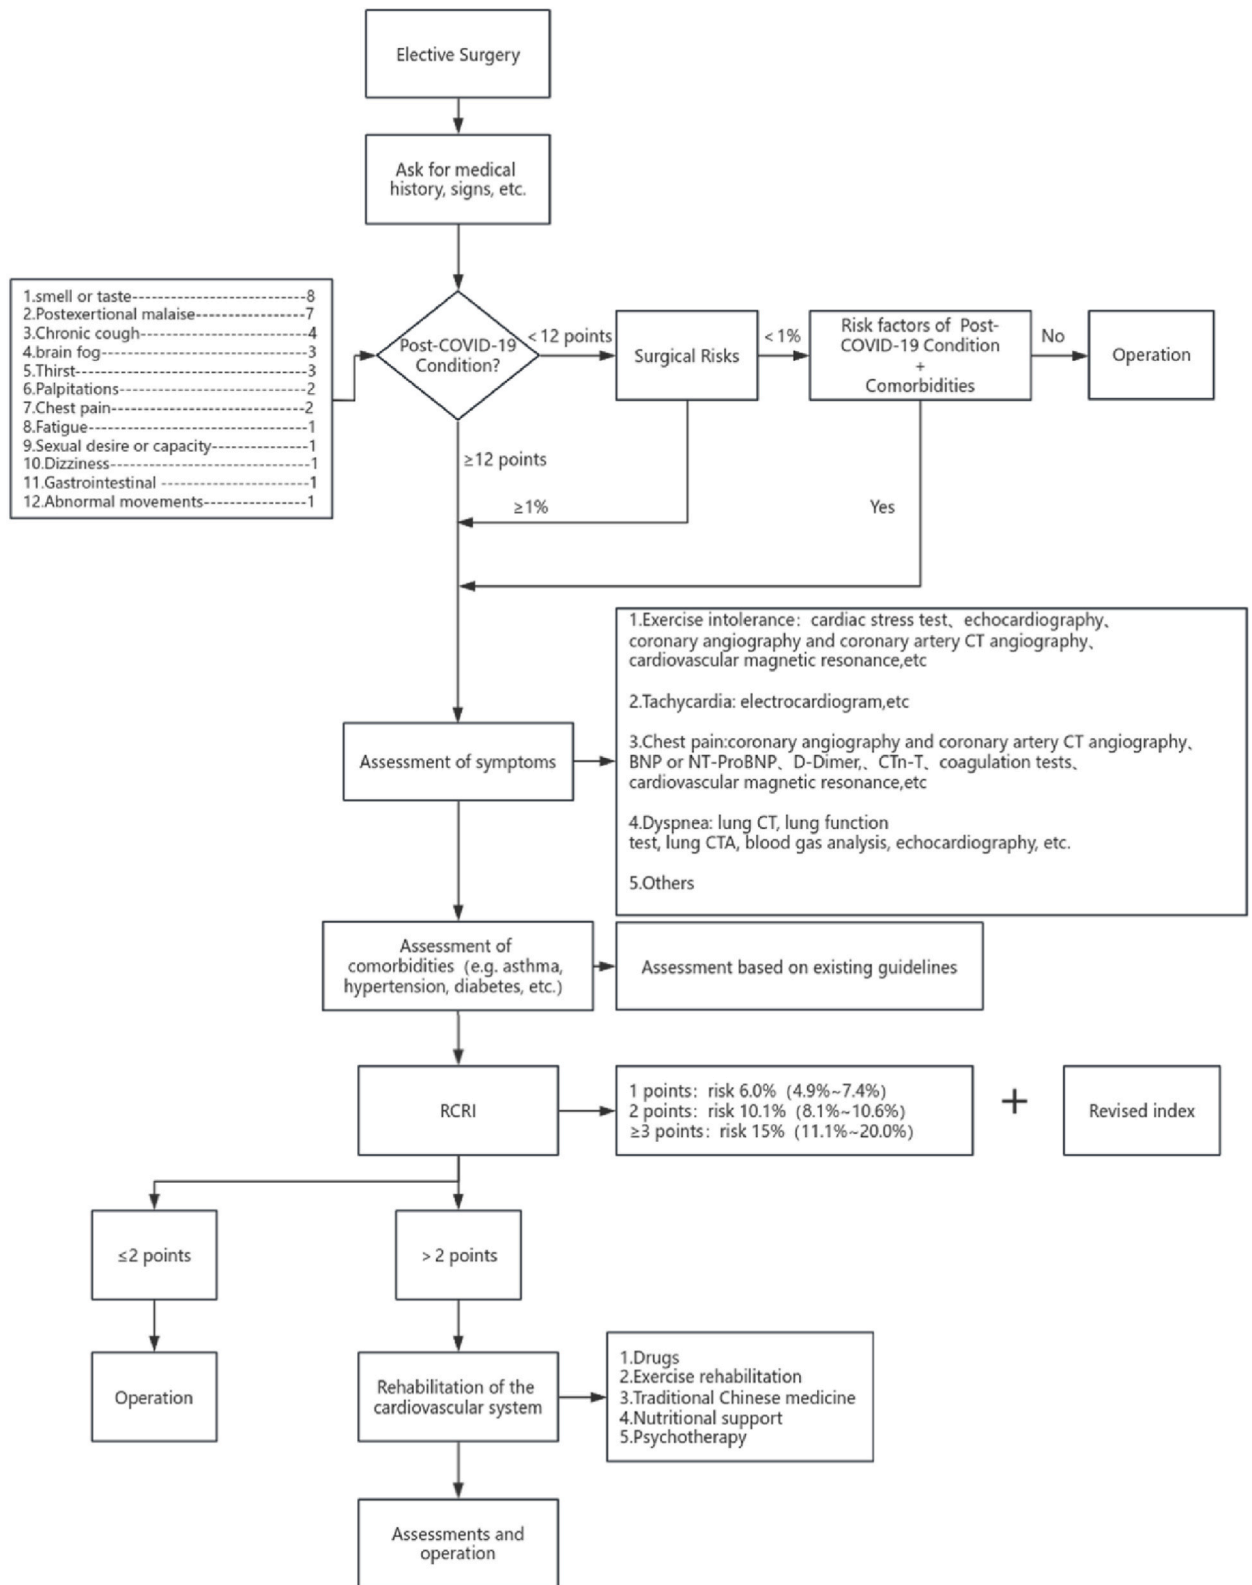 Elective Surgery
Ask for medical
history, signs, etc.
1.smell or taste----------------------------8
2.Postexertional malaise------------------7
3.Chronic cough---------------------------4
4.brain fog---------------------------------3
5.Thirst-------------------------------------3
6.Palpitations------------------------------2
7.Chest pain-------------------------------2
8.Fatigue-----------------------------------1
9.Sexual desire or capacity---------------1
10.Dizziness--------------------------------1
11.Gastrointestinal ------------------------1
12.Abnormal movements----------------1
Post-COVID-19
Condition?
< 12 points
Surgical Risks
< 1%
Risk factors of Post-
COVID-19 Condition
+
Comorbidities
No
Operation
≥12 points
≥1%
Yes
Assessment of symptoms
1.Exercise intolerance：cardiac stress test、echocardiography、
coronary angiography and coronary artery CT angiography、
cardiovascular magnetic resonance,etc
2.Tachycardia: electrocardiogram,etc
3.Chest pain:coronary angiography and coronary artery CT angiography、
BNP or NT-ProBNP、D-Dimer,、CTn-T、coagulation tests、
cardiovascular magnetic resonance,etc
4.Dyspnea: lung CT, lung function
test, lung CTA, blood gas analysis, echocardiography, etc.
5.Others
Assessment of
comorbidities（e.g. asthma,
hypertension, diabetes, etc.）
Assessment based on existing guidelines
RCRI
1 points：risk 6.0%（4.9%~7.4%）
2 points：risk 10.1%（8.1%~10.6%）
≥3 points：risk 15%（11.1%~20.0%）
+
Revised index
≤2 points
> 2 points
Operation
Rehabilitation of the
cardiovascular system
1.Drugs
2.Exercise rehabilitation
3.Traditional Chinese medicine
4.Nutritional support
5.Psychotherapy
Assessments and
operation